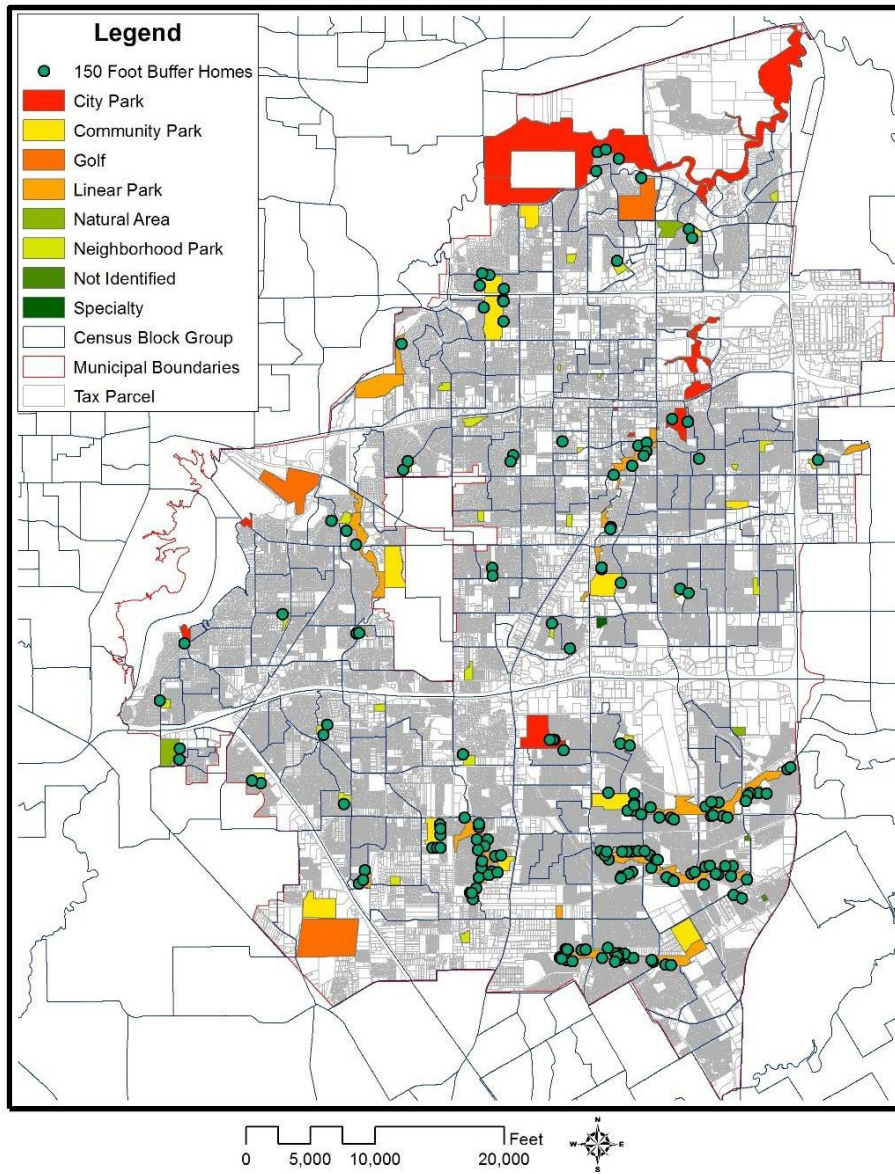 Legend
150 Foot Buffer Homes
City Park
Community Park
Golf
Linear Park
Natural Area
Neighborhood Park
Not Identified
Specialty
Census Block Group
Municipal Boundaries
Tax Parcel
Feet
0 5,000 10,000 20,000
N
W E
S